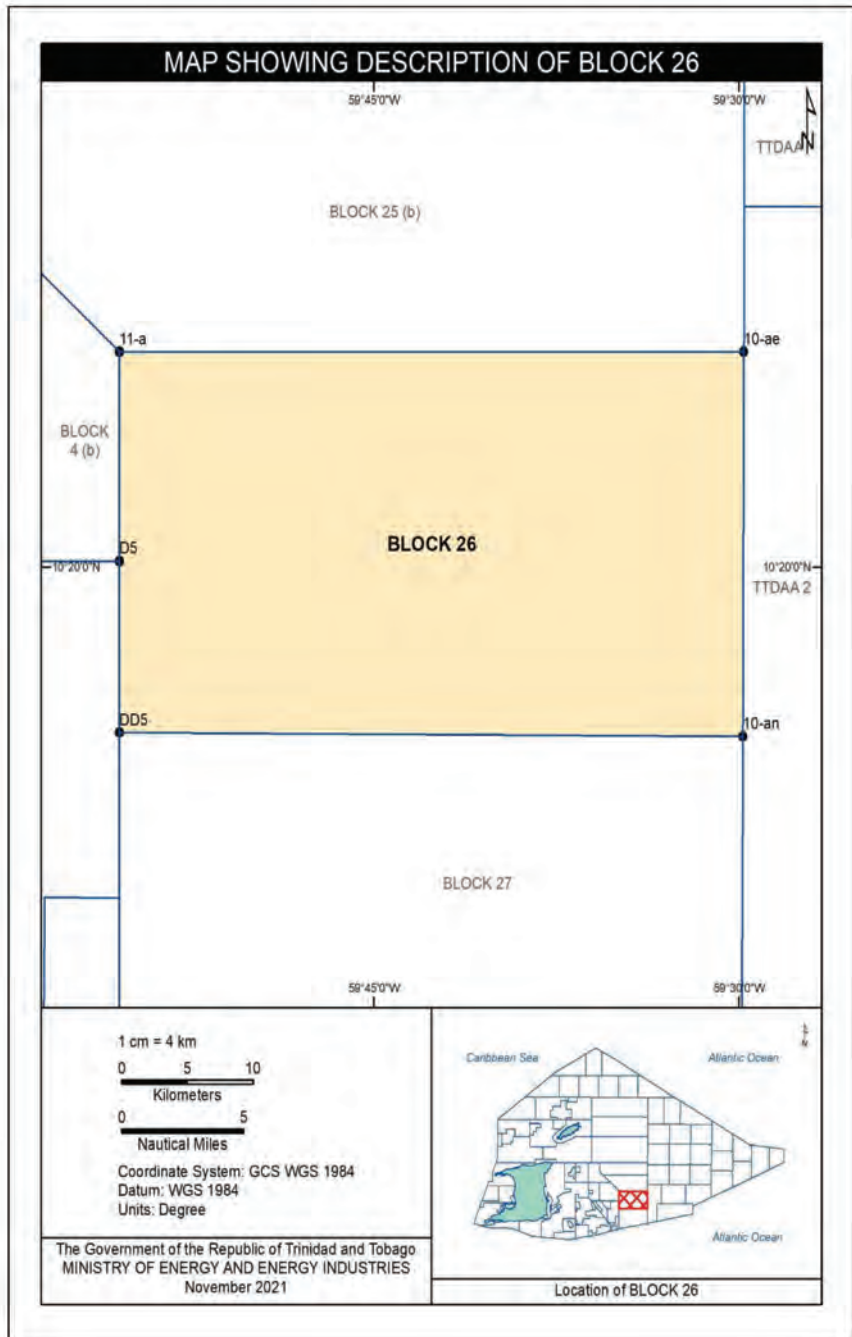 MAP SHOWING DESCRIPTION OF BLOCK 26
59°45'0"W
59°30'0"W
TTDAA
BLOCK 25 (b)
11-a
10-ae
BLOCK
4 (b)
BLOCK 26
D5
10°20'0"N
10°20'0"N
TTDAA 2
DD5
10-an
BLOCK 27
59°45'0"W
59°30'0"W
1 cm = 4 km
0 5 10
Kilometers
0 5
Nautical Miles
Coordinate System: GCS WGS 1984
Datum: WGS 1984
Units: Degree
The Government of the Republic of Trinidad and Tobago
MINISTRY OF ENERGY AND ENERGY INDUSTRIES
November 2021
Caribbean Sea
Atlantic Ocean
Atlantic Ocean
Location of BLOCK 26